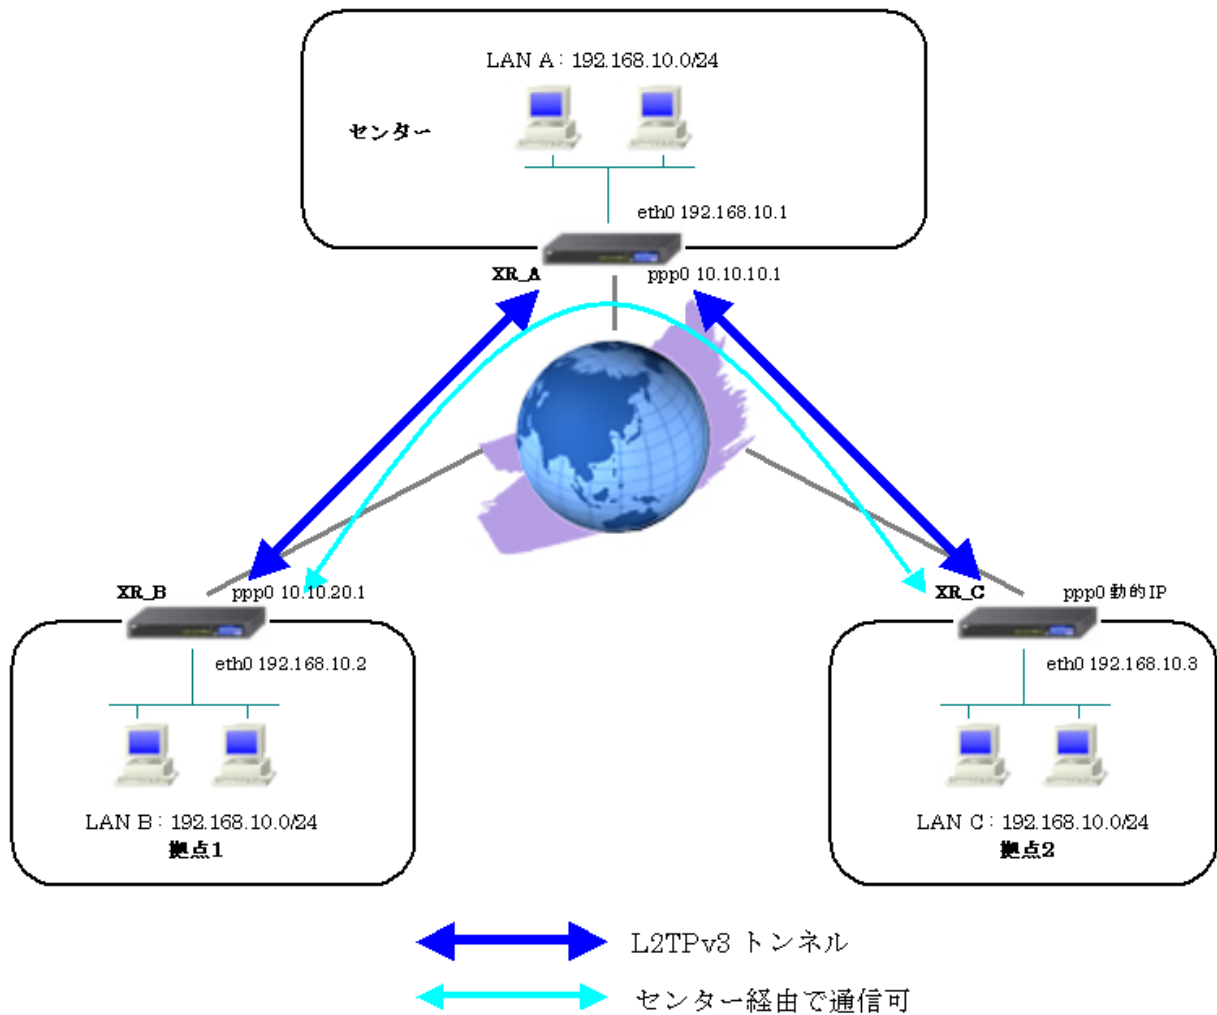 LAN A : 192.168.10.0/24
センター
eth0 192.168.10.1
XR_A
ppp0 10.10.10.1
XR_B
ppp0 10.10.20.1
XR_C
ppp0 動的IP
eth0 192.168.10.2
eth0 192.168.10.3
LAN B : 192.168.10.0/24
拠点1
LAN C : 192.168.10.0/24
拠点2
L2TPv3 トンネル
センター経由で通信可